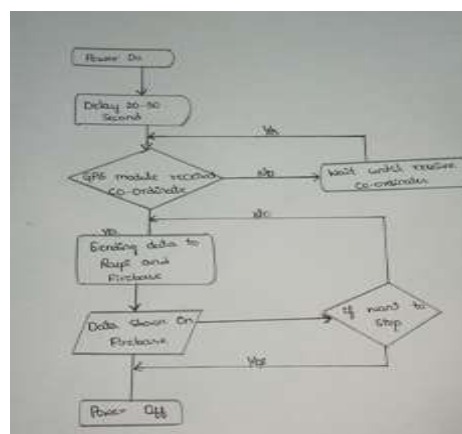 Power On
Delay 20-30
Second
Yes
GPS module receive
co-ordinate
NO
Wait until receive
co-ordinates
No
Sending data to
Raspi and
Firebase
Data Shown On
Firebase
If want to
Stop
Yes
Power Off